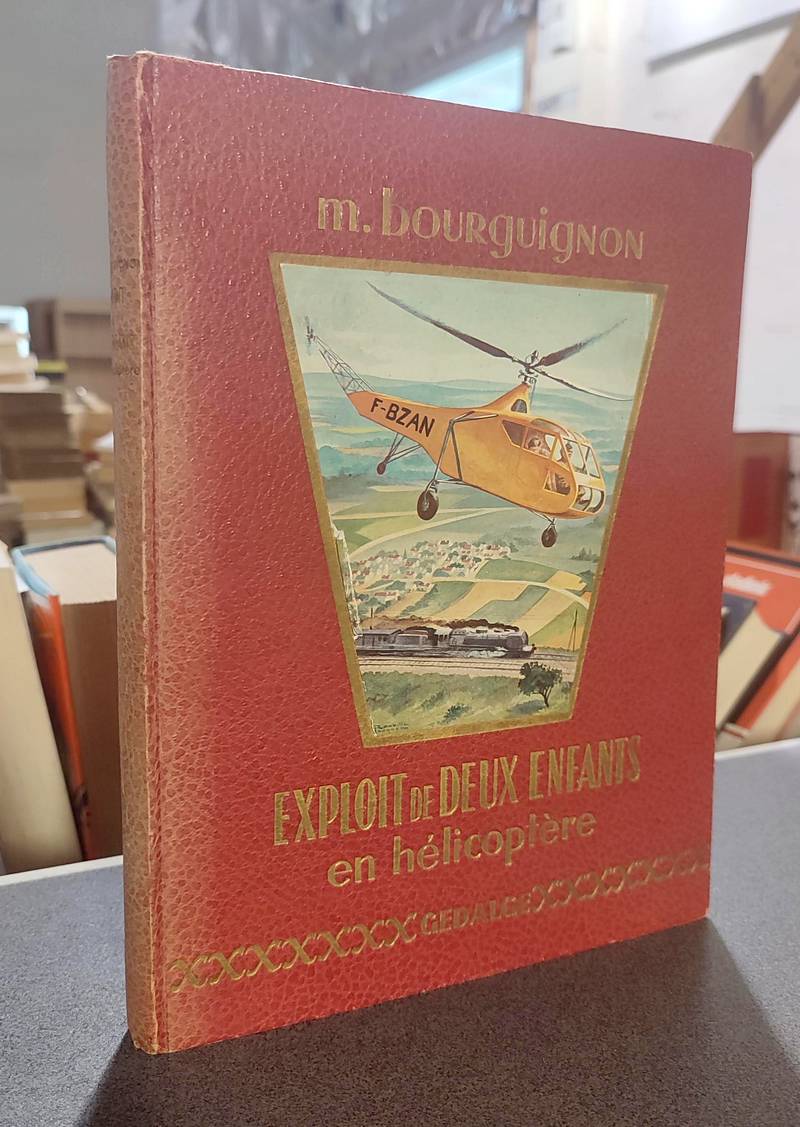 m. bourguignon
F-BZAN
EXPLOIT DE DEUX ENFANTS
en hélicoptère
GEDALGE